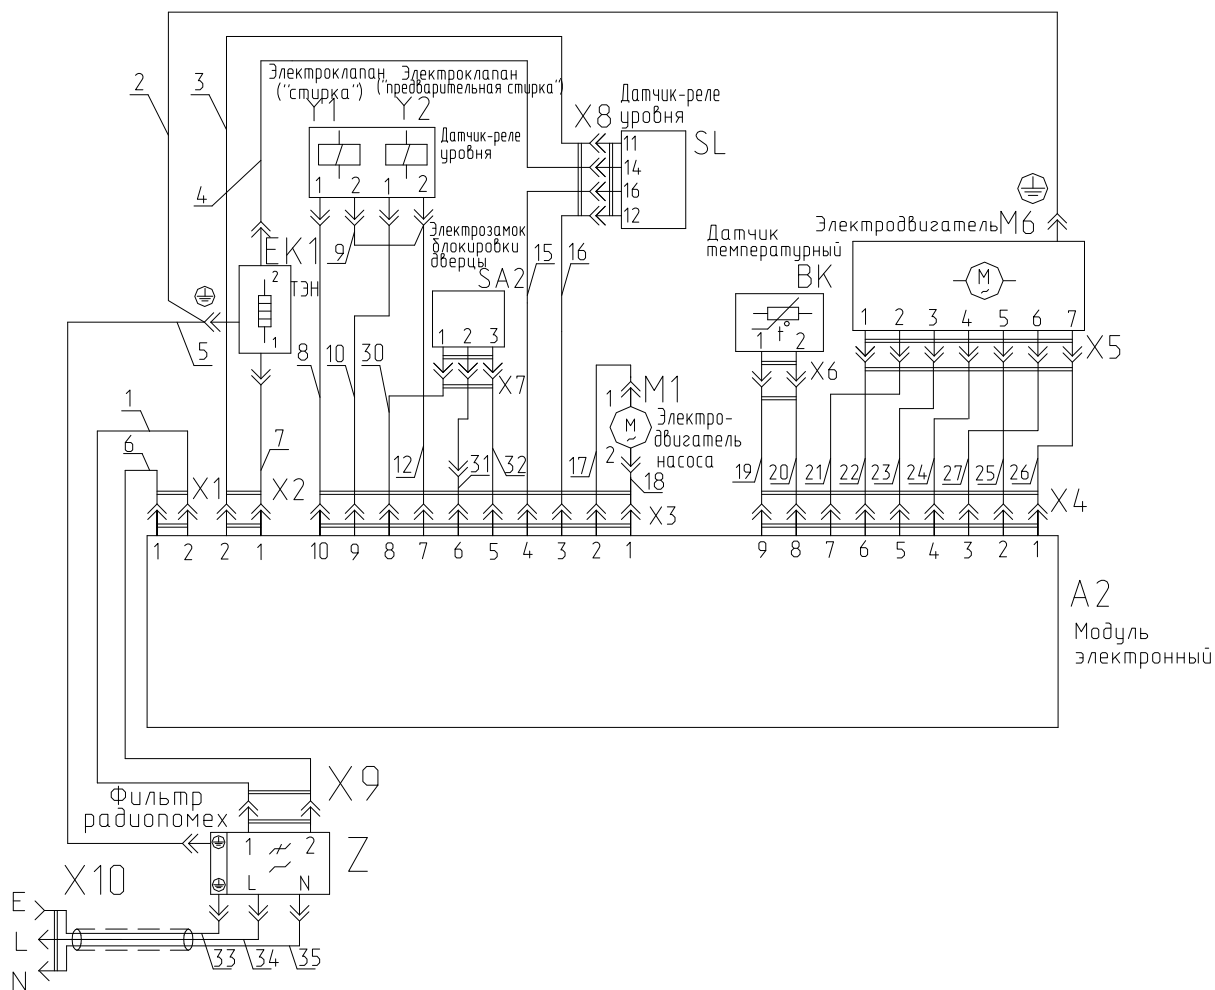 Электроклапан
("стирка")
1
Электроклапан
("предварительная стирка")
2
2
3
4
Датчик-реле
уровня
X8
SL
11
14
16
12
Датчик-реле
уровня
1 2 1 2
9
Электрозамок
блокировки
дверцы
SA2
15
16
EK1
2
ТЭН
1
5
Датчик
температурный
BK
1 t° 2
X6
Электродвигатель M6
M
~
1 2 3 4 5 6 7
X5
1 2 3
X7
8
10
30
1
M1
M
~
2
Электро-
двигатель
насоса
1
6
7
12
31
32
17
18
19
20
21
22
23
24
27
25
26
X1
X2
X3
X4
1 2 2 1 10 9 8 7 6 5 4 3 2 1 9 8 7 6 5 4 3 2 1
A2
Модуль
электронный
X9
Фильтр
радиопомех
1 2
Z
L N
X10
E
L
N
33
34
35